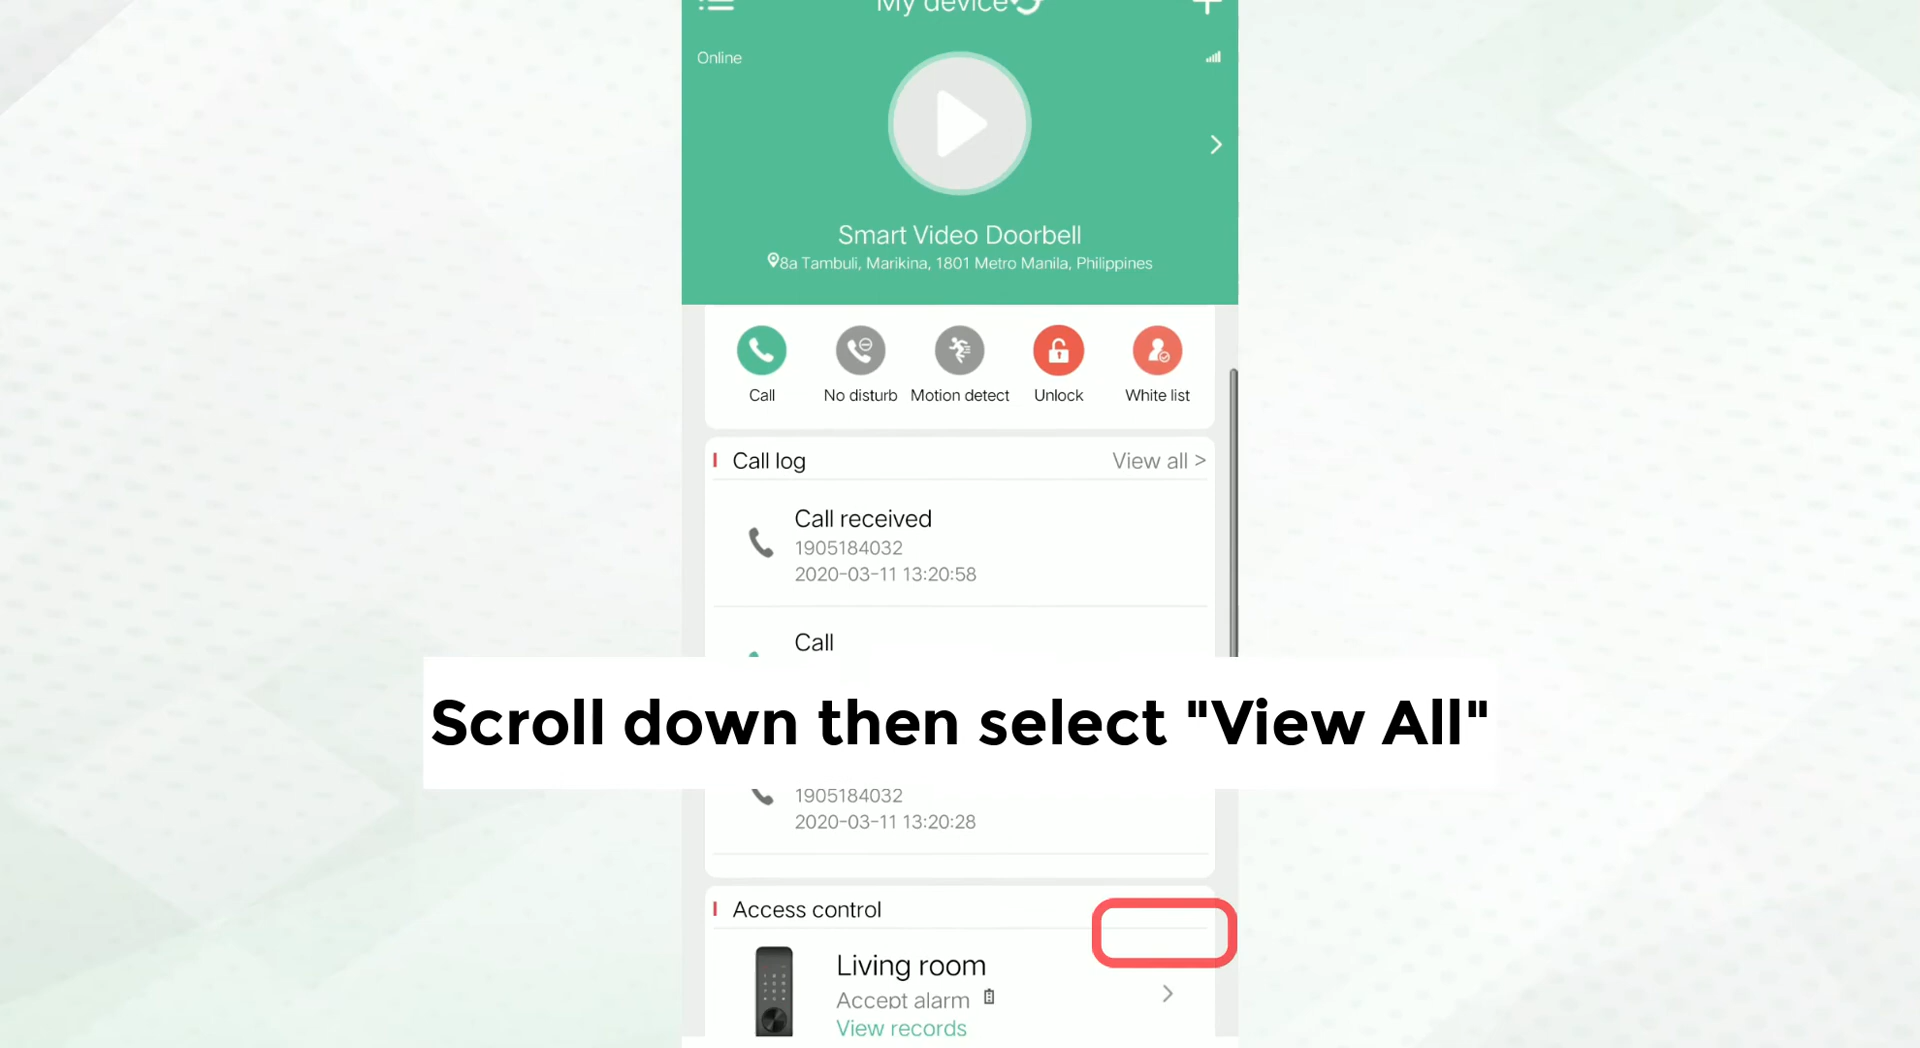 My device
Online
Smart Video Doorbell
8a Tambuli, Marikina, 1801 Metro Manila, Philippines
Call No disturb Motion detect Unlock White list
Call log View all >
Call received
1905184032
2020-03-11 13:20:58
Call
Scroll down then select "View All"
1905184032
2020-03-11 13:20:28
Access control
Living room
Accept alarm
View records